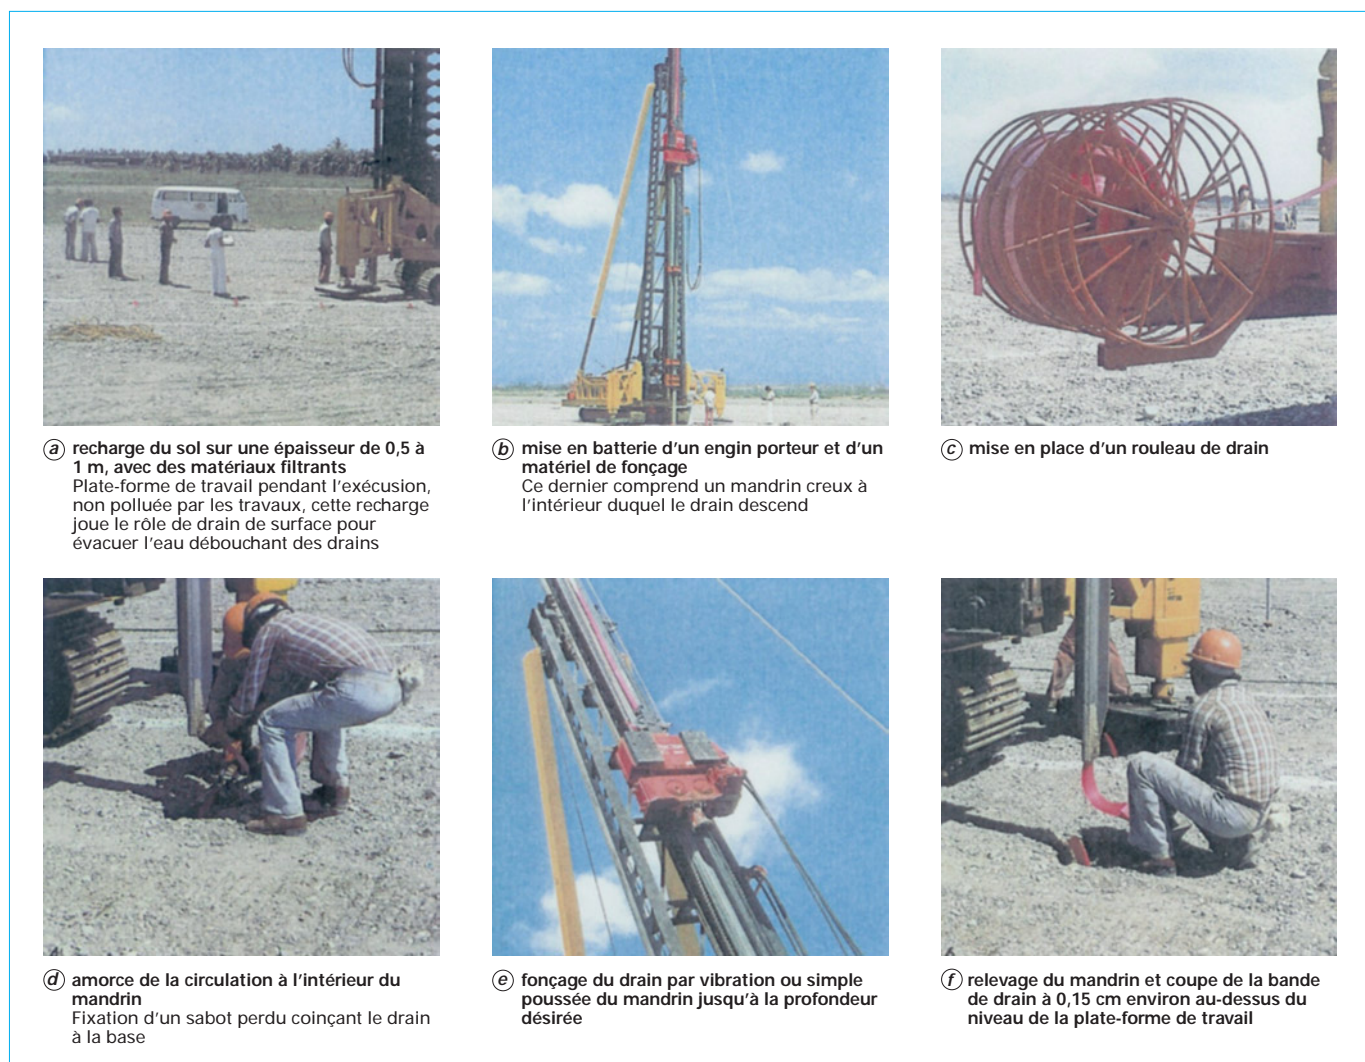 a recharge du sol sur une épaisseur de 0,5 à
1 m, avec des matériaux filtrants
Plate-forme de travail pendant l'exécusion,
non polluée par les travaux, cette recharge
joue le rôle de drain de surface pour
évacuer l'eau débouchant des drains
b mise en batterie d'un engin porteur et d'un
matériel de fonçage
Ce dernier comprend un mandrin creux à
l'intérieur duquel le drain descend
c mise en place d'un rouleau de drain
d amorce de la circulation à l'intérieur du
mandrin
Fixation d'un sabot perdu coinçant le drain
à la base
e fonçage du drain par vibration ou simple
poussée du mandrin jusqu'à la profondeur
désirée
f relevage du mandrin et coupe de la bande
de drain à 0,15 cm environ au-dessus du
niveau de la plate-forme de travail